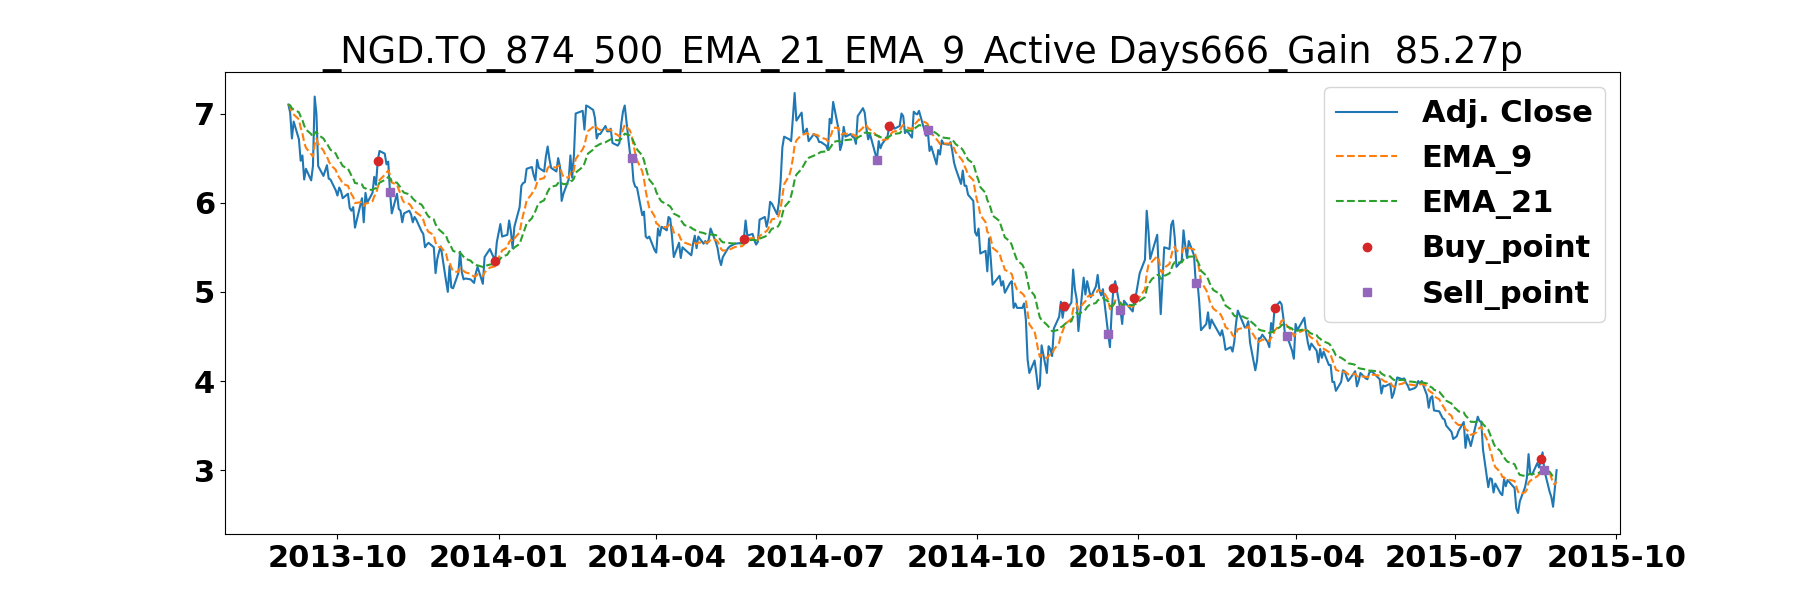 _NGD.TO_874_500_EMA_21_EMA_9_Active Days666_Gain  85.27p
Adj. Close
EMA_9
EMA_21
Buy_point
Sell_point
7
6
5
4
3
2013-10 2014-01 2014-04 2014-07 2014-10 2015-01 2015-04 2015-07 2015-10